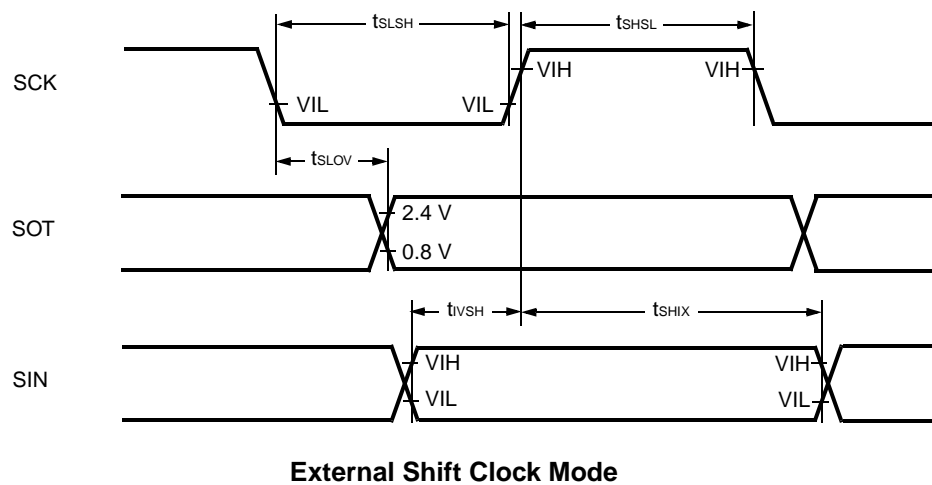 tSLSH tSHSL
SCK
VIH VIH
VIL VIL
tSLOV
SOT
2.4 V
0.8 V
tIVSH tSHIX
SIN
VIH VIH
VIL VIL
External Shift Clock Mode